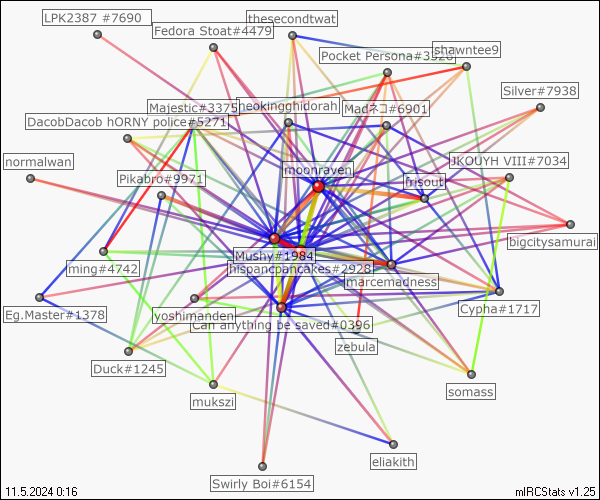 LPK2387 #7690
thesecondtwat
Fedora Stoat#4479
Pocket Persona#3326
shawntee9
Silver#7938
Majestic#3375
heokingghidorah
Madネコ#6901
DacobDacob hORNY police#5271
normalwan
JKOUYH VIII#7034
moonraven
Pikabro#9971
frisout
bigcitysamurai
Mushy#1984
ming#4742
hispancpancakes#2928
marcemadness
Eg.Master#1378
yoshimanden
Cypha#1717
Can anything be saved#0396
zebula
Duck#1245
somass
mukszi
eliakith
Swirly Boi#6154
11.5.2024 0:16
mIRCStats v1.25